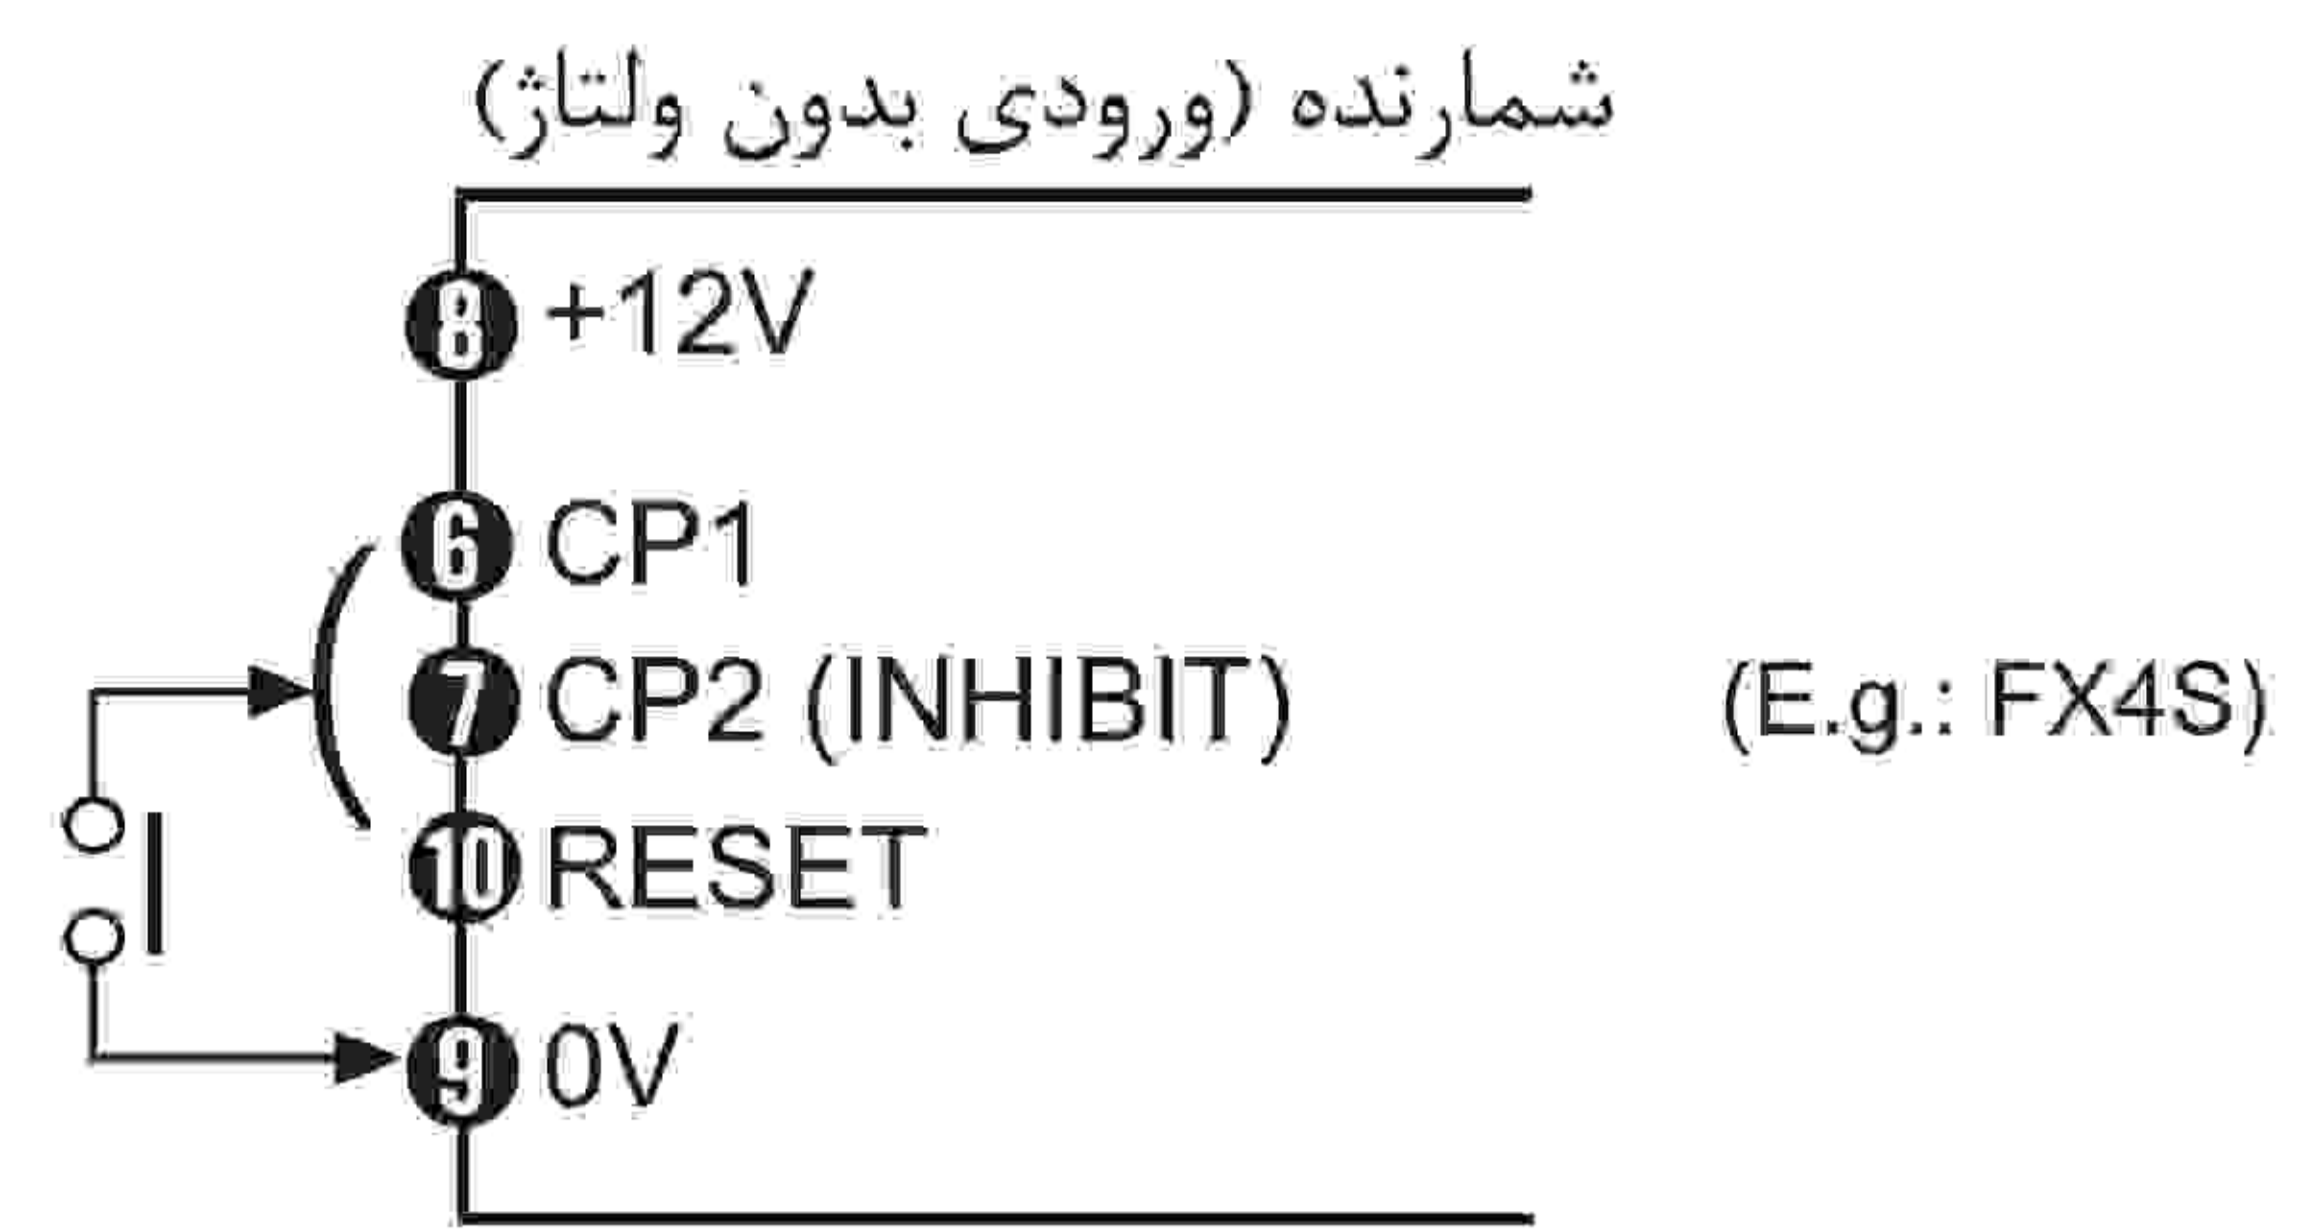 شمارنده (ورودی بدون ولتاژ)
8 +12V
6 CP1
7 CP2 (INHIBIT) (E.g.: FX4S)
10 RESET
9 0V